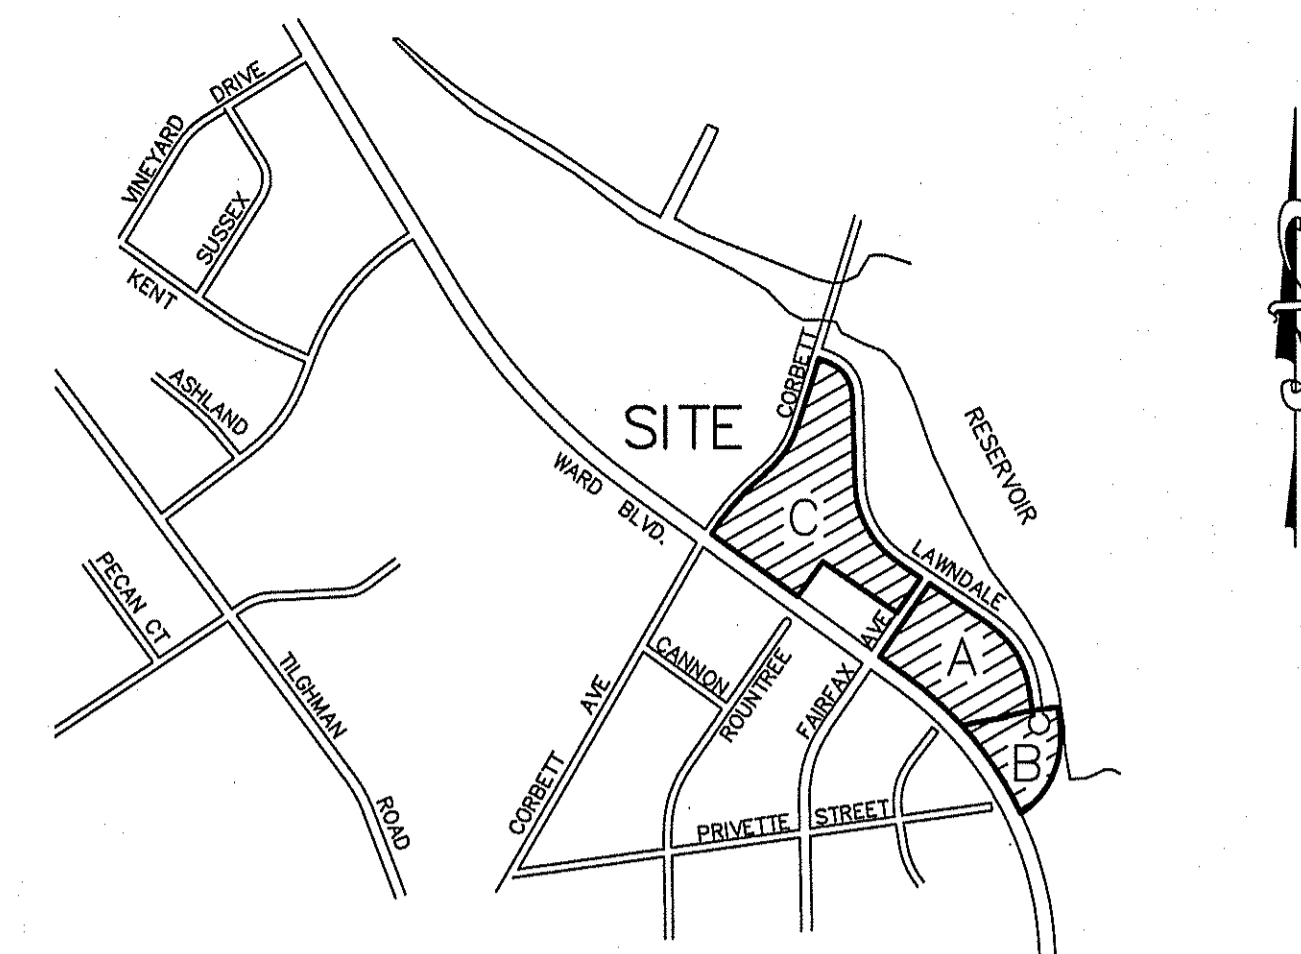 VINEYARD DRIVE
SUSSEX
KENT
ASHLAND
CORBETT
SITE
RESERVOIR
WARD BLVD.
C
LAWNDALE
PECAN CT
TILGHMAN ROAD
CANNON
ROUNTREE
FAIRFAX AVE
A
B
CORBETT AVE
PRIVETTE STREET